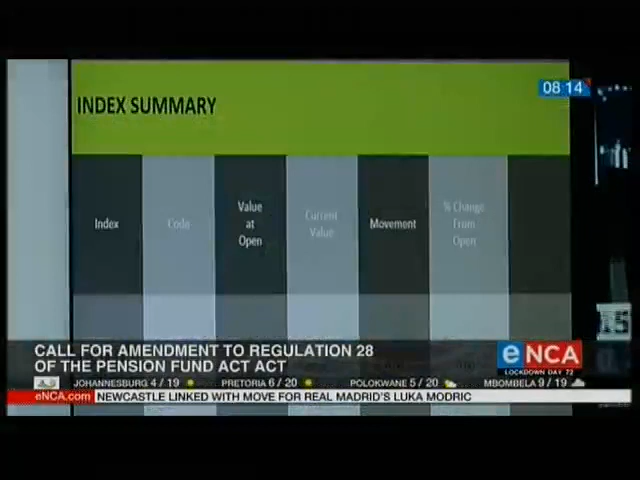 INDEX SUMMARY
08:14
Index
Code
Value
at
Open
Current
Value
Movement
% Change
From
Open
CALL FOR AMENDMENT TO REGULATION 28
OF THE PENSION FUND ACT ACT
eNCA
LOCKDOWN DAY 72
JOHANNESBURG 4 / 19 PRETORIA 6 / 20 POLOKWANE 5 / 20 MBOMBELA 9 / 19
eNCA.com NEWCASTLE LINKED WITH MOVE FOR REAL MADRID'S LUKA MODRIC